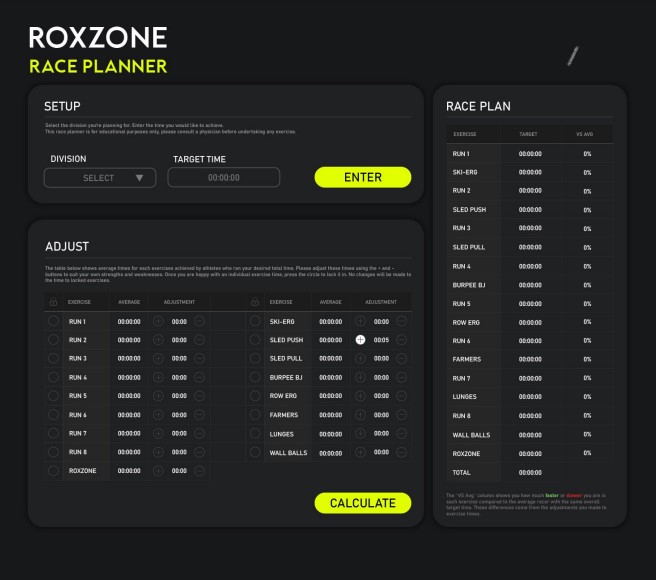 ROXZONE
RACE PLANNER
SETUP
Select the division you're planning for. Enter the time you would like to achieve.
This race planner is for educational purposes only, please consult a physician before undertaking any exercise.
DIVISION
TARGET TIME
SELECT ▼
00:00:00
ENTER
ADJUST
The table below shows average times for each exercise achieved by athletes who ran your desired total time. Please adjust these times using the + and -
buttons to suit your own strengths and weaknesses. Once you are happy with an individual exercise time, press the circle to lock it in. No changes will be made to
the time to locked exercises.
EXERCISE AVERAGE ADJUSTMENT EXERCISE AVERAGE ADJUSTMENT
RUN 1 00:00:00 + 00:00 - SKI-ERG 00:00:00 + 00:00 -
RUN 2 00:00:00 + 00:00 - SLED PUSH 00:00:00 + 00:05 -
RUN 3 00:00:00 + 00:00 - SLED PULL 00:00:00 + 00:00 -
RUN 4 00:00:00 + 00:00 - BURPEE BJ 00:00:00 + 00:00 -
RUN 5 00:00:00 + 00:00 - ROW ERG 00:00:00 + 00:00 -
RUN 6 00:00:00 + 00:00 - FARMERS 00:00:00 + 00:00 -
RUN 7 00:00:00 + 00:00 - LUNGES 00:00:00 + 00:00 -
RUN 8 00:00:00 + 00:00 - WALL BALLS 00:00:00 + 00:00 -
ROXZONE 00:00:00 + 00:00 -
CALCULATE
RACE PLAN
EXERCISE TARGET VS AVG
RUN 1 00:00:00 0%
SKI-ERG 00:00:00 0%
RUN 2 00:00:00 0%
SLED PUSH 00:00:00 0%
RUN 3 00:00:00 0%
SLED PULL 00:00:00 0%
RUN 4 00:00:00 0%
BURPEE BJ 00:00:00 0%
RUN 5 00:00:00 0%
ROW ERG 00:00:00 0%
RUN 6 00:00:00 0%
FARMERS 00:00:00 0%
RUN 7 00:00:00 0%
LUNGES 00:00:00 0%
RUN 8 00:00:00 0%
WALL BALLS 00:00:00 0%
ROXZONE 00:00:00 0%
TOTAL 00:00:00
The 'VS Avg' column shows you how much faster or slower you are in
each exercise compared to the average racer with the same overall
target time. These differences come from the adjustments you made to
exercise times.